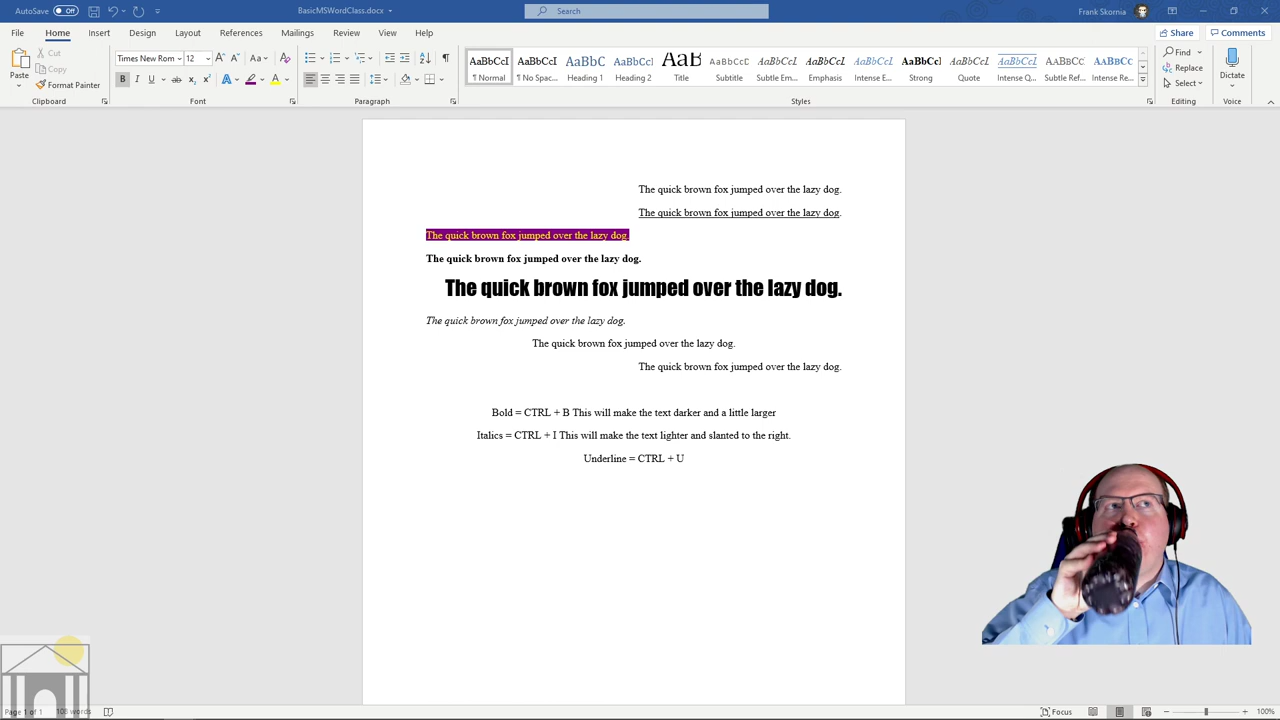 AutoSave Off BasicMSWordClass.docx Search Frank Skornia
File Home Insert Design Layout References Mailings Review View Help Share Comments
Paste Cut Copy Format Painter
Times New Rom 12
AaBbCcI AaBbCcI AaBbC AaBbCcI AaB AaBbCcD AaBbCcI AaBbCcI AaBbCcI AaBbCcI AaBbCcI AaBbCcI AaBbCc AaBbCc
¶ Normal ¶ No Spac... Heading 1 Heading 2 Title Subtitle Subtle Em... Emphasis Intense E... Strong Quote Intense Q... Subtle Ref... Intense Re...
Find Replace Select Dictate
Clipboard Font Paragraph Styles Editing Voice
The quick brown fox jumped over the lazy dog.
The quick brown fox jumped over the lazy dog.
The quick brown fox jumped over the lazy dog.
The quick brown fox jumped over the lazy dog.
The quick brown fox jumped over the lazy dog.
The quick brown fox jumped over the lazy dog.
The quick brown fox jumped over the lazy dog.
The quick brown fox jumped over the lazy dog.
Bold = CTRL + B This will make the text darker and a little larger
Italics = CTRL + I This will make the text lighter and slanted to the right.
Underline = CTRL + U
Page 1 of 1 108 words Focus 100%